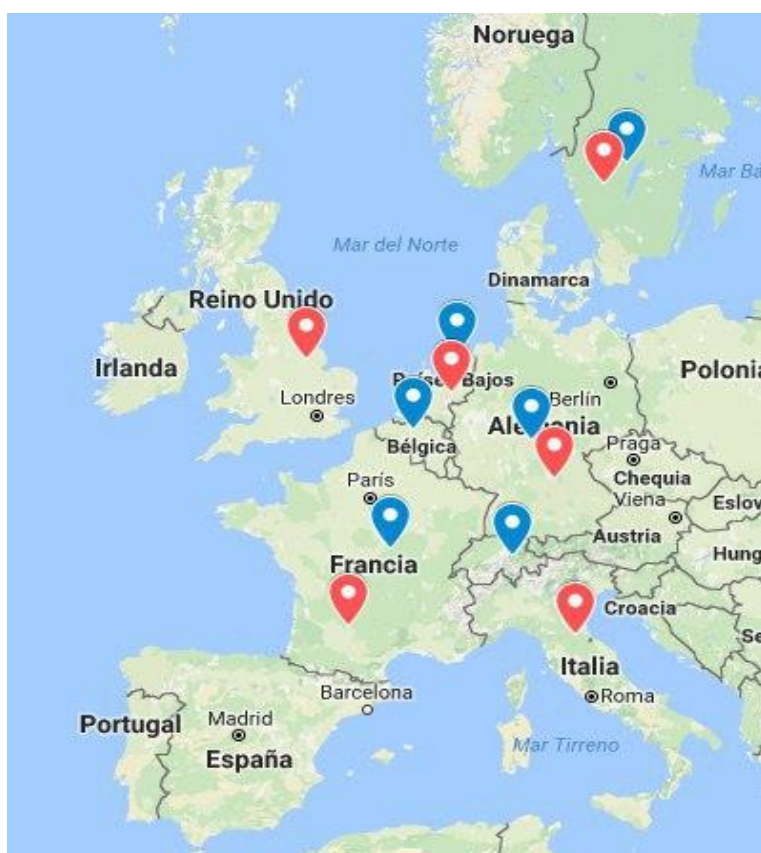 Noruega
Mar Bá
Mar del Norte
Dinamarca
Reino Unido
Irlanda
Países Bajos
Polonia
Londres
Berlín
Alemania
Bélgica
Praga
Chequia
París
Viena
Eslov
Austria
Francia
Hung
Croacia
Se
Italia
Barcelona
Roma
Portugal
Madrid
España
Mar Tirreno